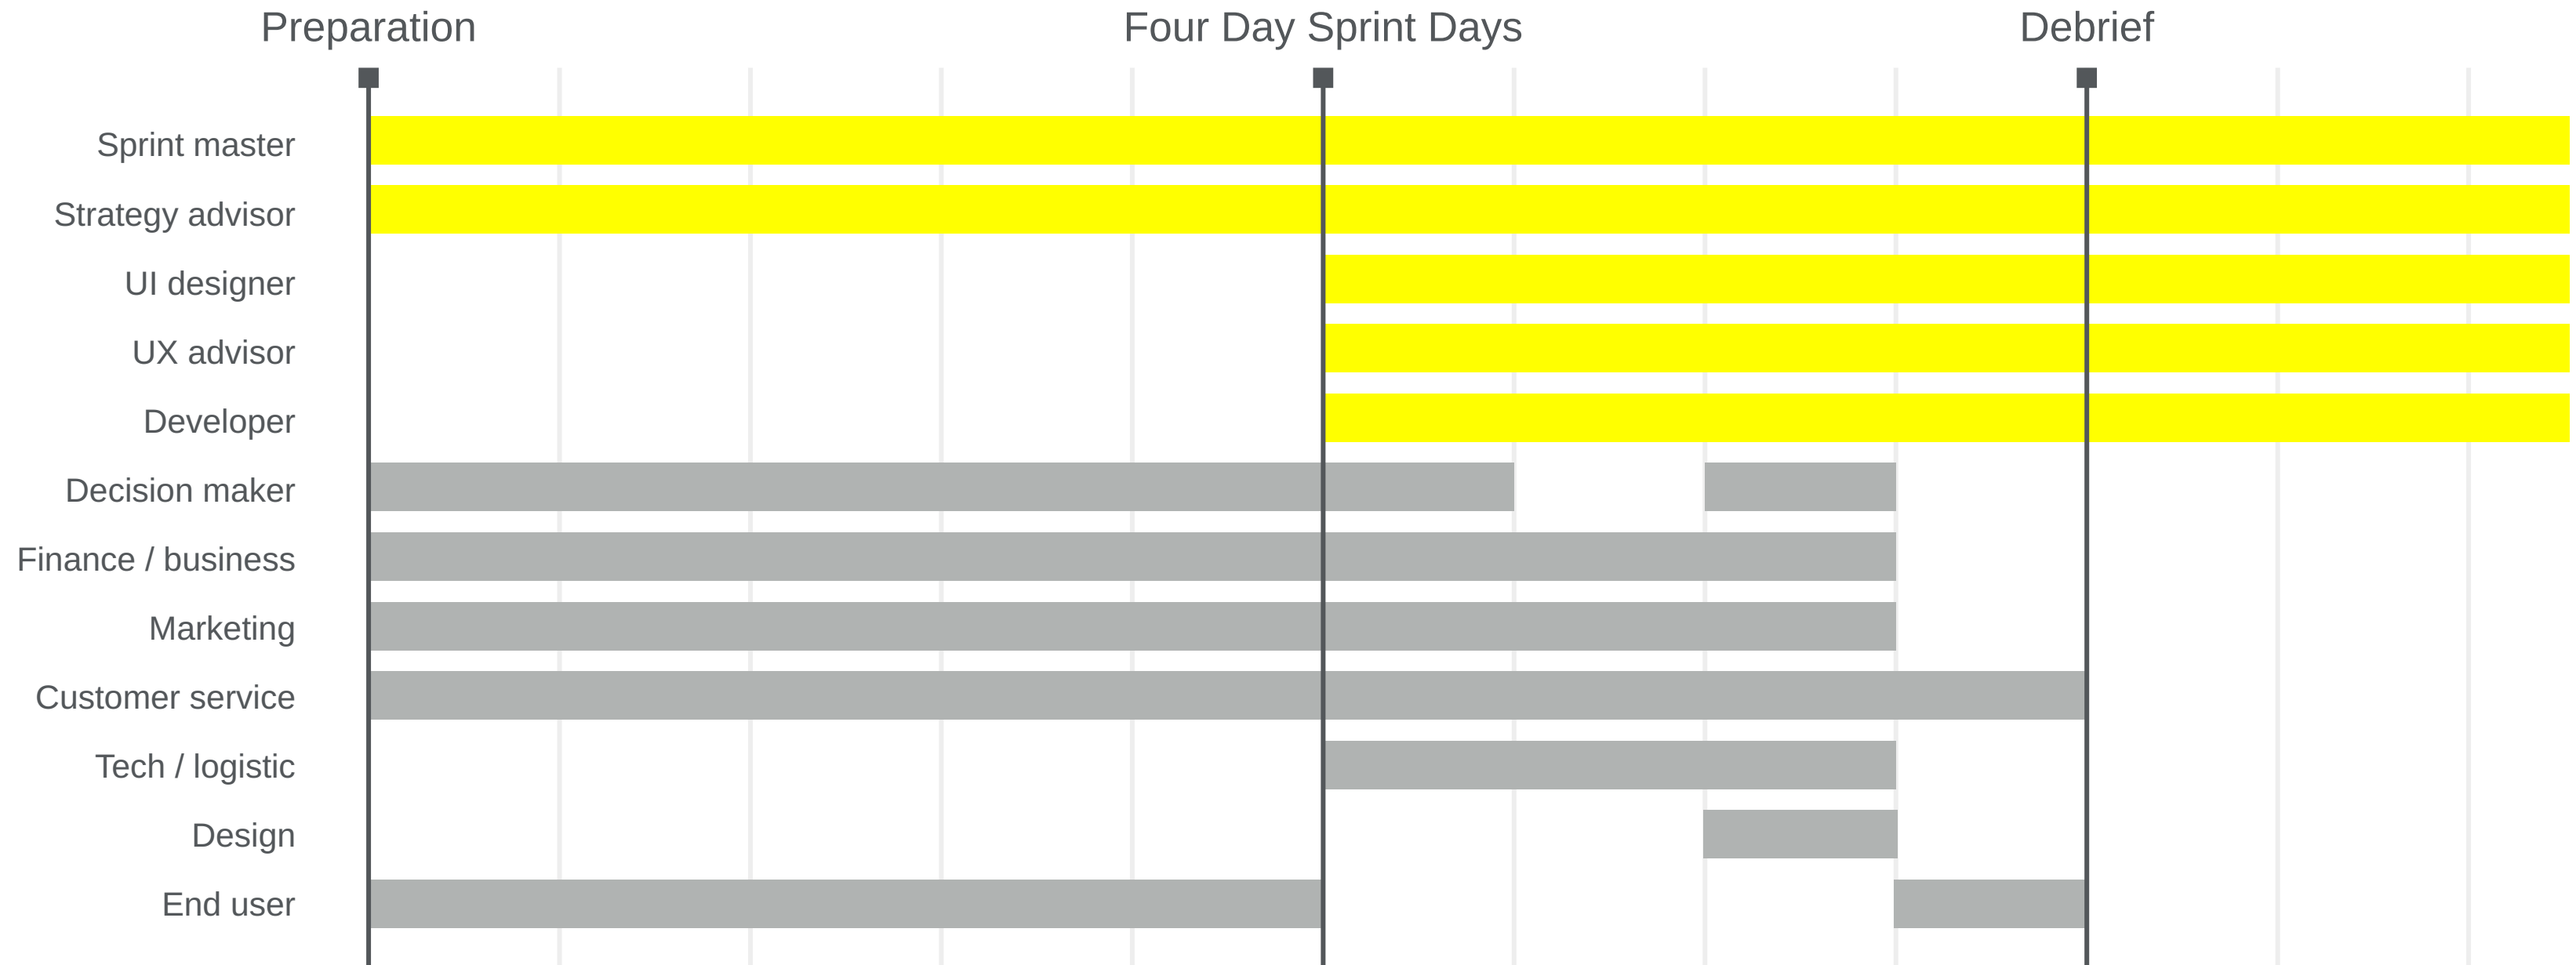 Preparation
Four Day Sprint Days
Debrief
Sprint master
Strategy advisor
UI designer
UX advisor
Developer
Decision maker
Finance / business
Marketing
Customer service
Tech / logistic
Design
End user